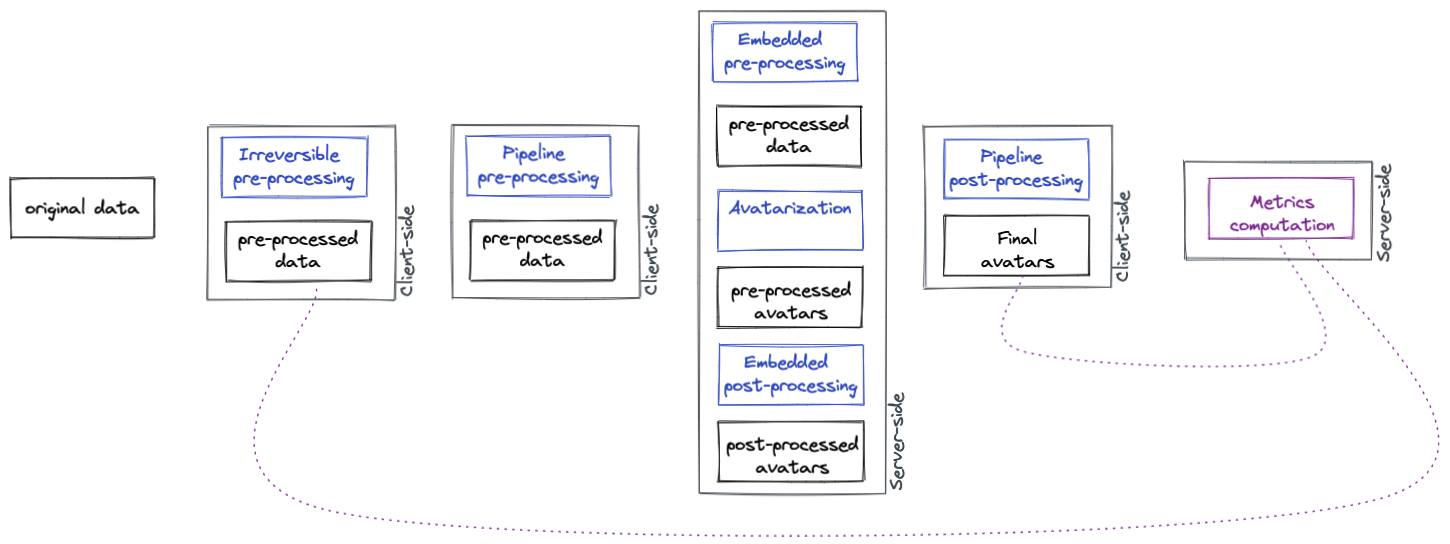 original data
Irreversible
pre-processing
pre-processed
data
Client-side
Pipeline
pre-processing
pre-processed
data
Client-side
Embedded
pre-processing
pre-processed
data
Avatarization
pre-processed
avatars
Embedded
post-processing
post-processed
avatars
Server-side
Pipeline
post-processing
Final
avatars
Client-side
Metrics
computation
Server-side